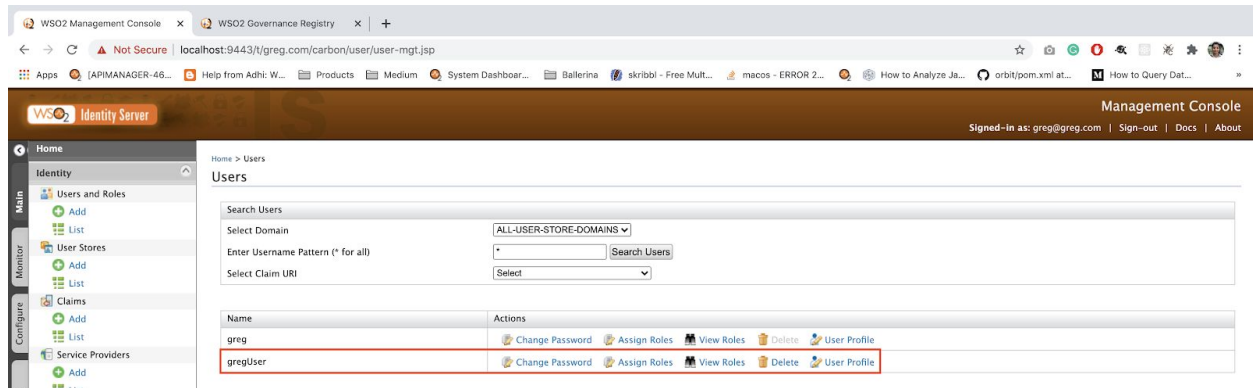 WSO2 Management Console
WSO2 Governance Registry
Not Secure localhost:9443/t/greg.com/carbon/user/user-mgt.jsp
Apps [APIMANAGER-46... Help from Adhi: W... Products Medium System Dashboar... Ballerina skribbl - Free Mult... macos - ERROR 2... How to Analyze Ja... orbit/pom.xml at... M How to Query Dat... »
WSO2 Identity Server
Management Console
Signed-in as: greg@greg.com | Sign-out | Docs | About
Main
Monitor
Configure
Home
Identity
Users and Roles
Add
List
User Stores
Add
List
Claims
Add
List
Service Providers
Add
Home > Users
Users
Search Users
Select Domain ALL-USER-STORE-DOMAINS
Enter Username Pattern (* for all) * Search Users
Select Claim URI Select
Name Actions
greg Change Password Assign Roles View Roles Delete User Profile
gregUser Change Password Assign Roles View Roles Delete User Profile